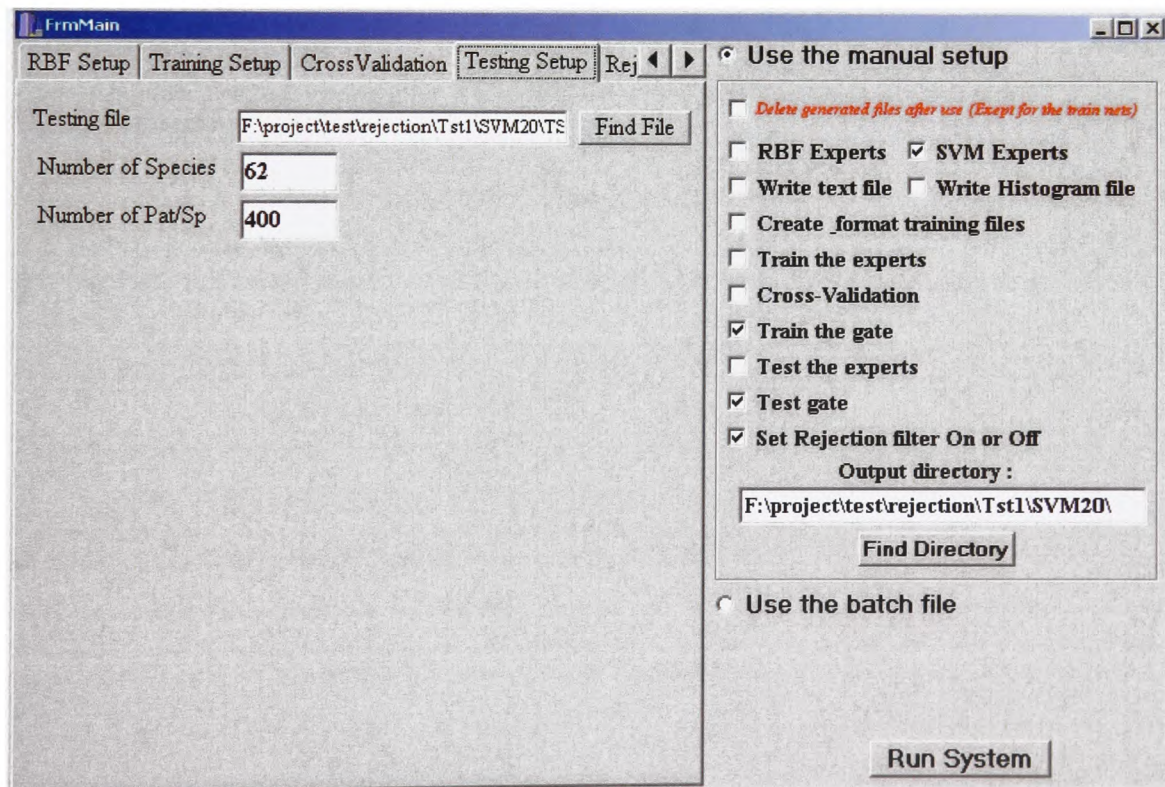 FrmMain
RBF Setup Training Setup CrossValidation Testing Setup Rej
Testing file F:\project\test\rejection\Tst1\SVM20\TS Find File
Number of Species 62
Number of Pat/Sp 400
Use the manual setup
Delete generated files after use (Exept for the train nets)
RBF Experts SVM Experts
Write text file Write Histogram file
Create _format training files
Train the experts
Cross-Validation
Train the gate
Test the experts
Test gate
Set Rejection filter On or Off
Output directory :
F:\project\test\rejection\Tst1\SVM20\
Find Directory
Use the batch file
Run System